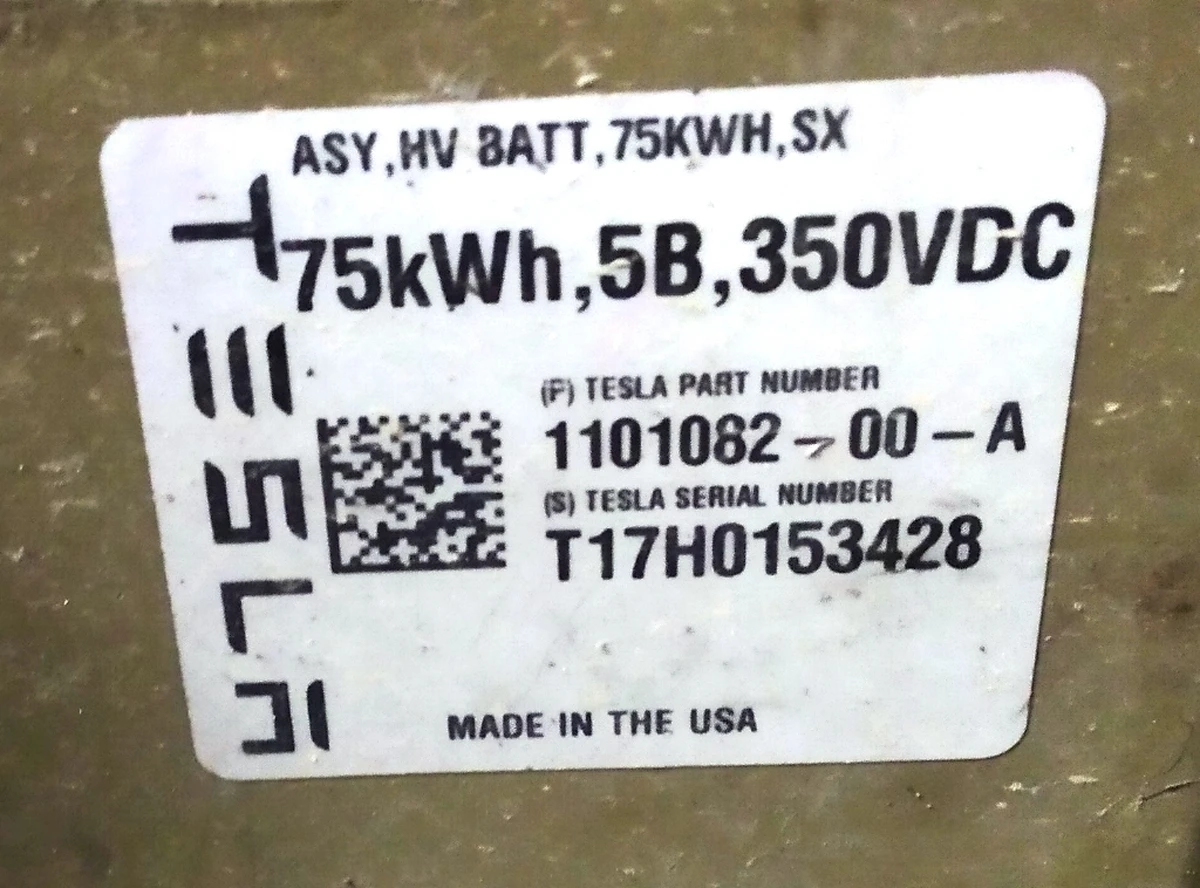 ASY,HV BATT,75KWH,SX
75kWh,5B,350VDC
TESLA
(P) TESLA PART NUMBER
1101082-00-A
(S) TESLA SERIAL NUMBER
T17H0153428
MADE IN THE USA